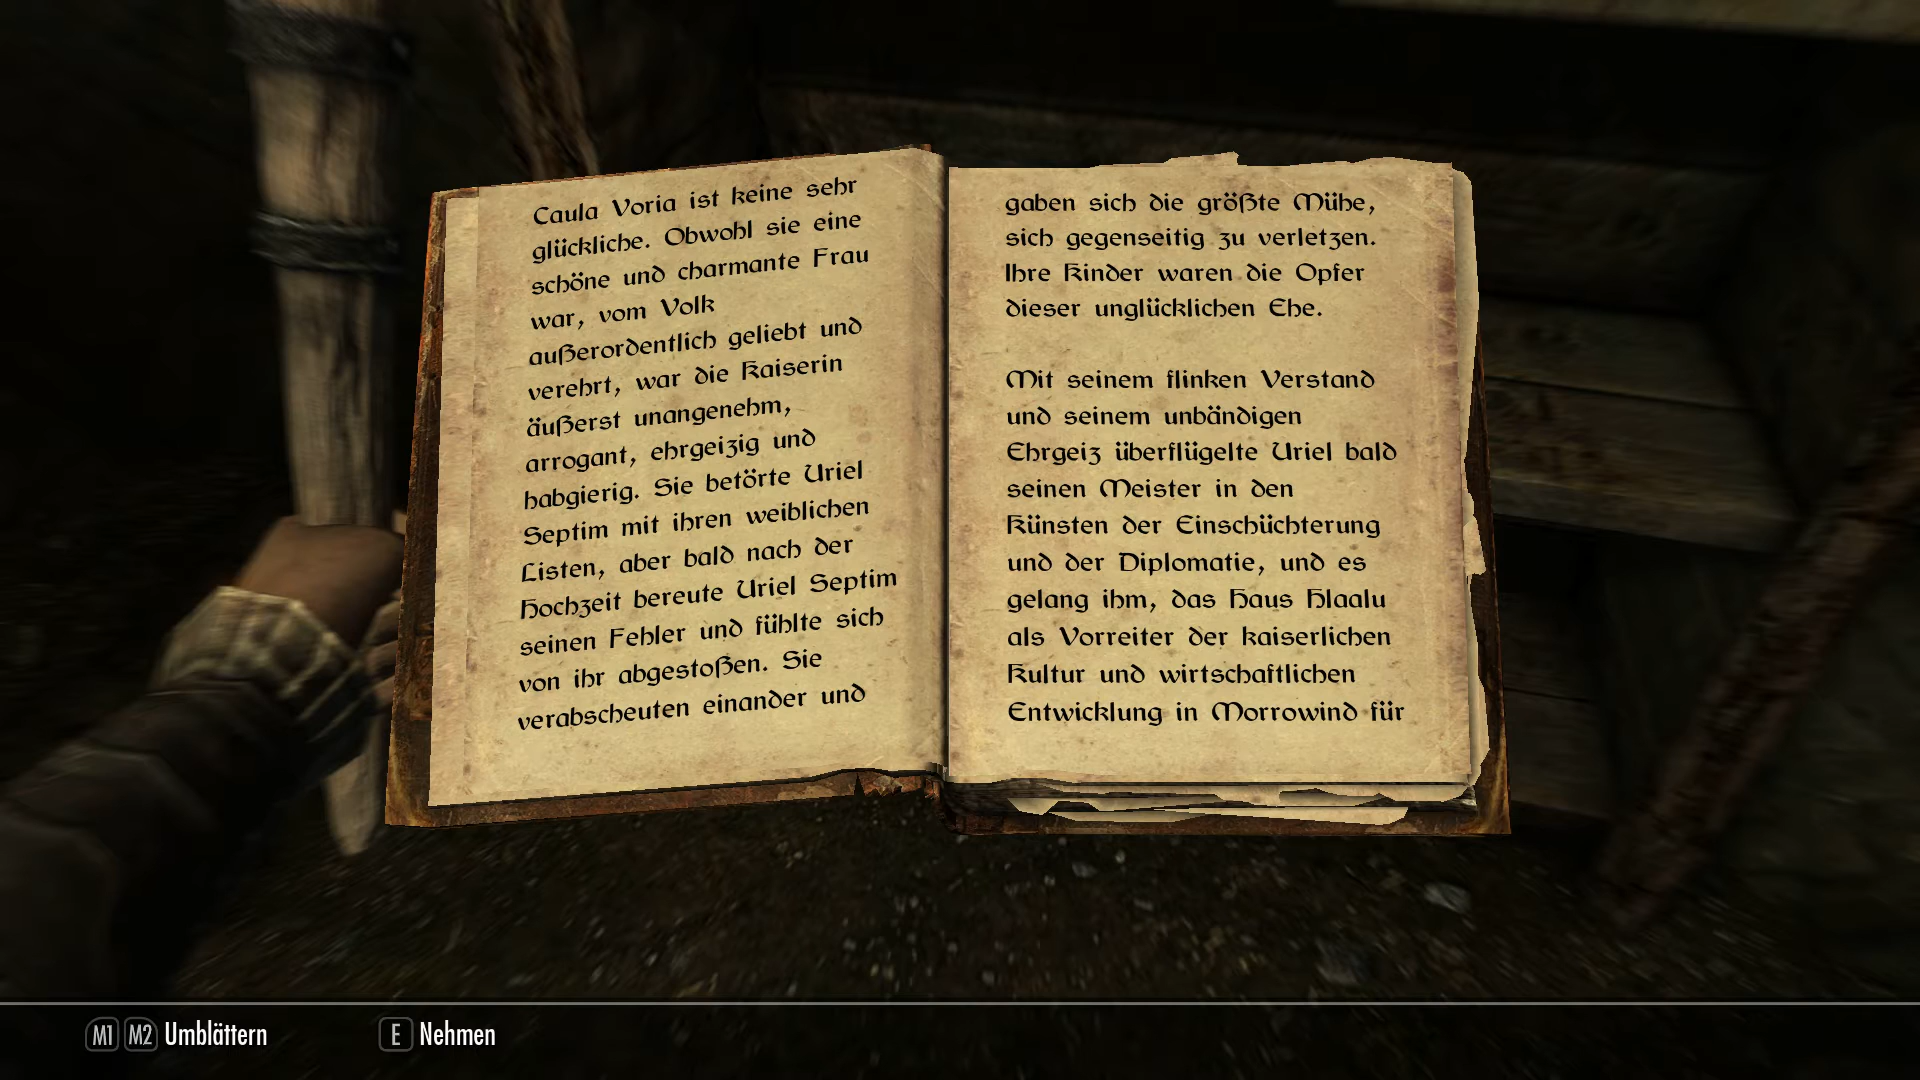 Caula Voria ist keine sehr
glückliche. Obwohl sie eine
schöne und charmante Frau
war, vom Volk
außerordentlich geliebt und
verehrt, war die Kaiserin
äußerst unangenehm,
arrogant, ehrgeizig und
habgierig. Sie betörte Uriel
Septim mit ihren weiblichen
Listen, aber bald nach der
Hochzeit bereute Uriel Septim
seinen Fehler und fühlte sich
von ihr abgestoßen. Sie
verabscheuten einander und
gaben sich die größte Mühe,
sich gegenseitig zu verletzen.
Ihre Kinder waren die Opfer
dieser unglücklichen Ehe.
Mit seinem flinken Verstand
und seinem unbändigen
Ehrgeiz überflügelte Uriel bald
seinen Meister in den
Künsten der Einschüchterung
und der Diplomatie, und es
gelang ihm, das Haus Hlaalu
als Vorreiter der kaiserlichen
Kultur und wirtschaftlichen
Entwicklung in Morrowind für
M1 M2 Umblättern E Nehmen